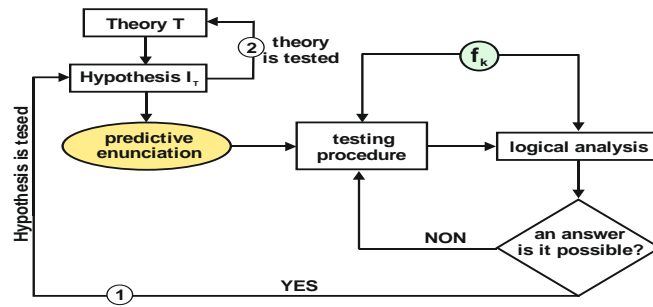 Theory T
2
theory
is tested
Hypothesis I_T
f_k
predictive
enunciation
testing
procedure
logical analysis
an answer
is it possible?
NON
YES
1
Hypothesis is tesed